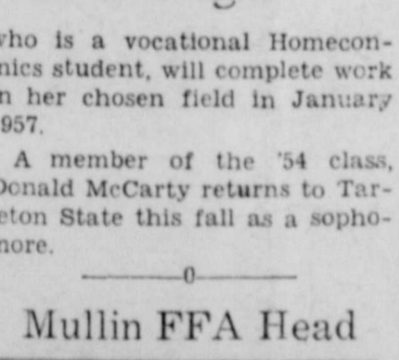 who is a vocational Homecon-
nics student, will complete work
n her chosen field in January
957.
A member of the '54 class,
Donald McCarty returns to Tar-
eton State this fall as a sopho-
more.
0
Mullin FFA Head